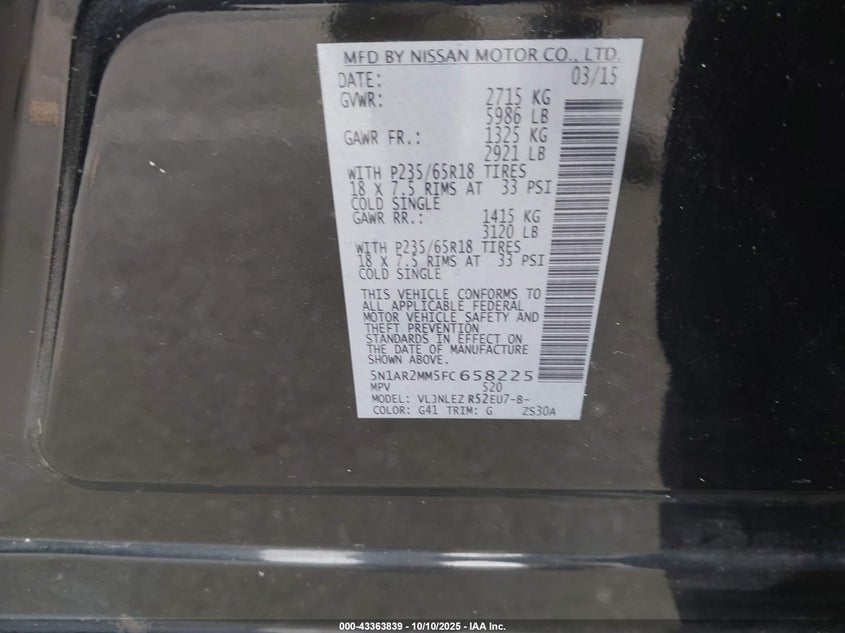 MFD BY NISSAN MOTOR CO., LTD.
DATE: 03/15
GVWR: 2715 KG
5986 LB
GAWR FR.: 1325 KG
2921 LB
WITH P235/65R18 TIRES
18 X 7.5 RIMS AT 33 PSI
COLD SINGLE
GAWR RR.: 1415 KG
3120 LB
WITH P235/65R18 TIRES
18 X 7.5 RIMS AT 33 PSI
COLD SINGLE
THIS VEHICLE CONFORMS TO
ALL APPLICABLE FEDERAL
MOTOR VEHICLE SAFETY AND
THEFT PREVENTION
STANDARDS IN EFFECT ON
THE DATE OF MANUFACTURE
SHOWN ABOVE.
5N1AR2MM5FC658225
MPV 520
MODEL: VLJNLEZ R52EU7-B-
COLOR: G41 TRIM: G ZS30A
000-43363839 - 10/10/2025 - IAA Inc.